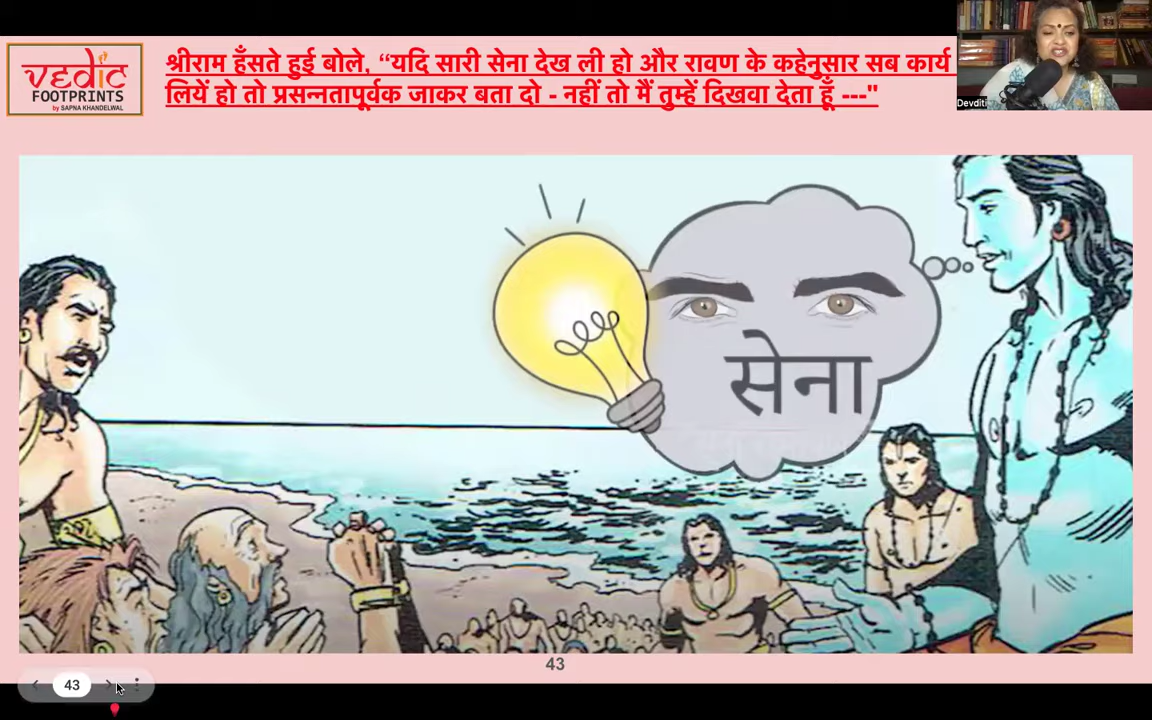 vedic
FOOTPRINTS
by SAPNA KHANDELWAL
श्रीराम हँसते हुई बोले, “यदि सारी सेना देख ली हो और रावण के कहेनुसार सब कार्य
लियें हो तो प्रसन्नतापूर्वक जाकर बता दो - नहीं तो मैं तुम्हें दिखवा देता हूँ ---"
Devditi
सेना
43
43